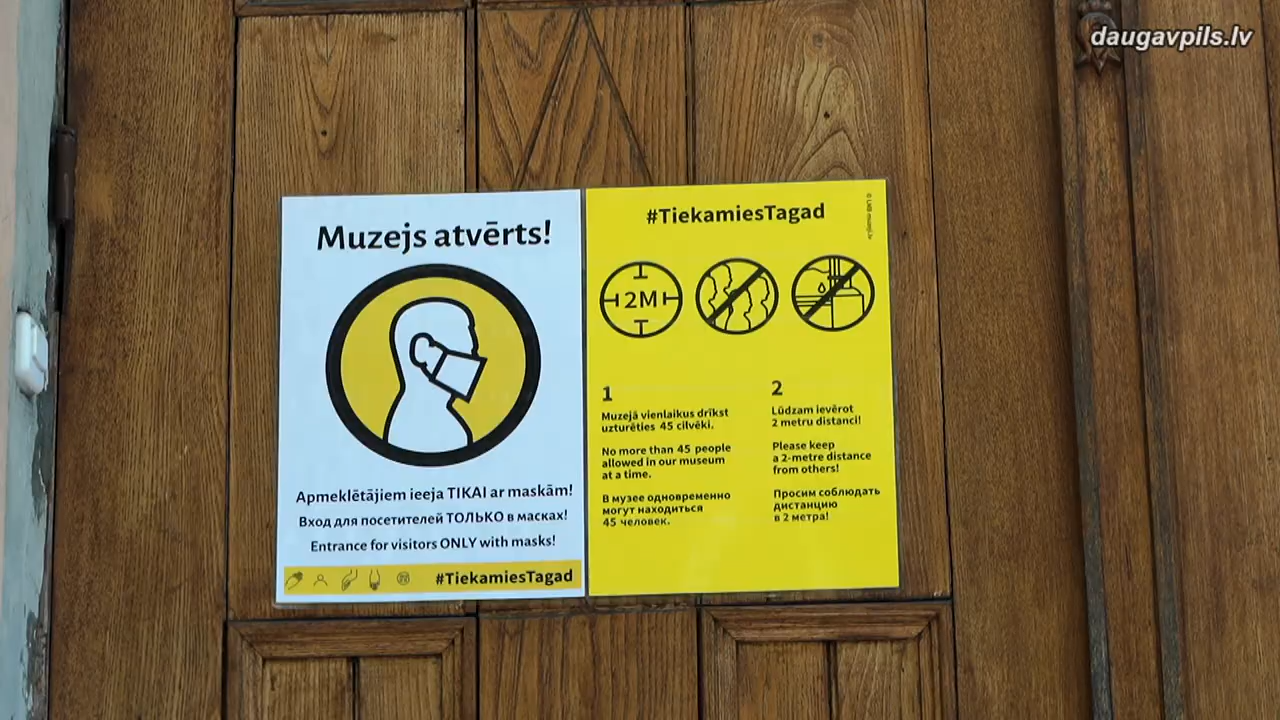 daugavpils.lv
Muzejs atvērts!
Apmeklētājiem ieeja TIKAI ar maskām!
Вход для посетителей ТОЛЬКО в масках!
Entrance for visitors ONLY with masks!
#TiekamiesTagad
#TiekamiesTagad
2M
1
Muzejā vienlaikus drīkst
uzturēties 45 cilvēki.
No more than 45 people
allowed in our museum
at a time.
В музее одновременно
могут находиться
45 человек.
2
Lūdzam ievērot
2 metru distanci!
Please keep
a 2-metre distance
from others!
Просим соблюдать
дистанцию
в 2 метра!